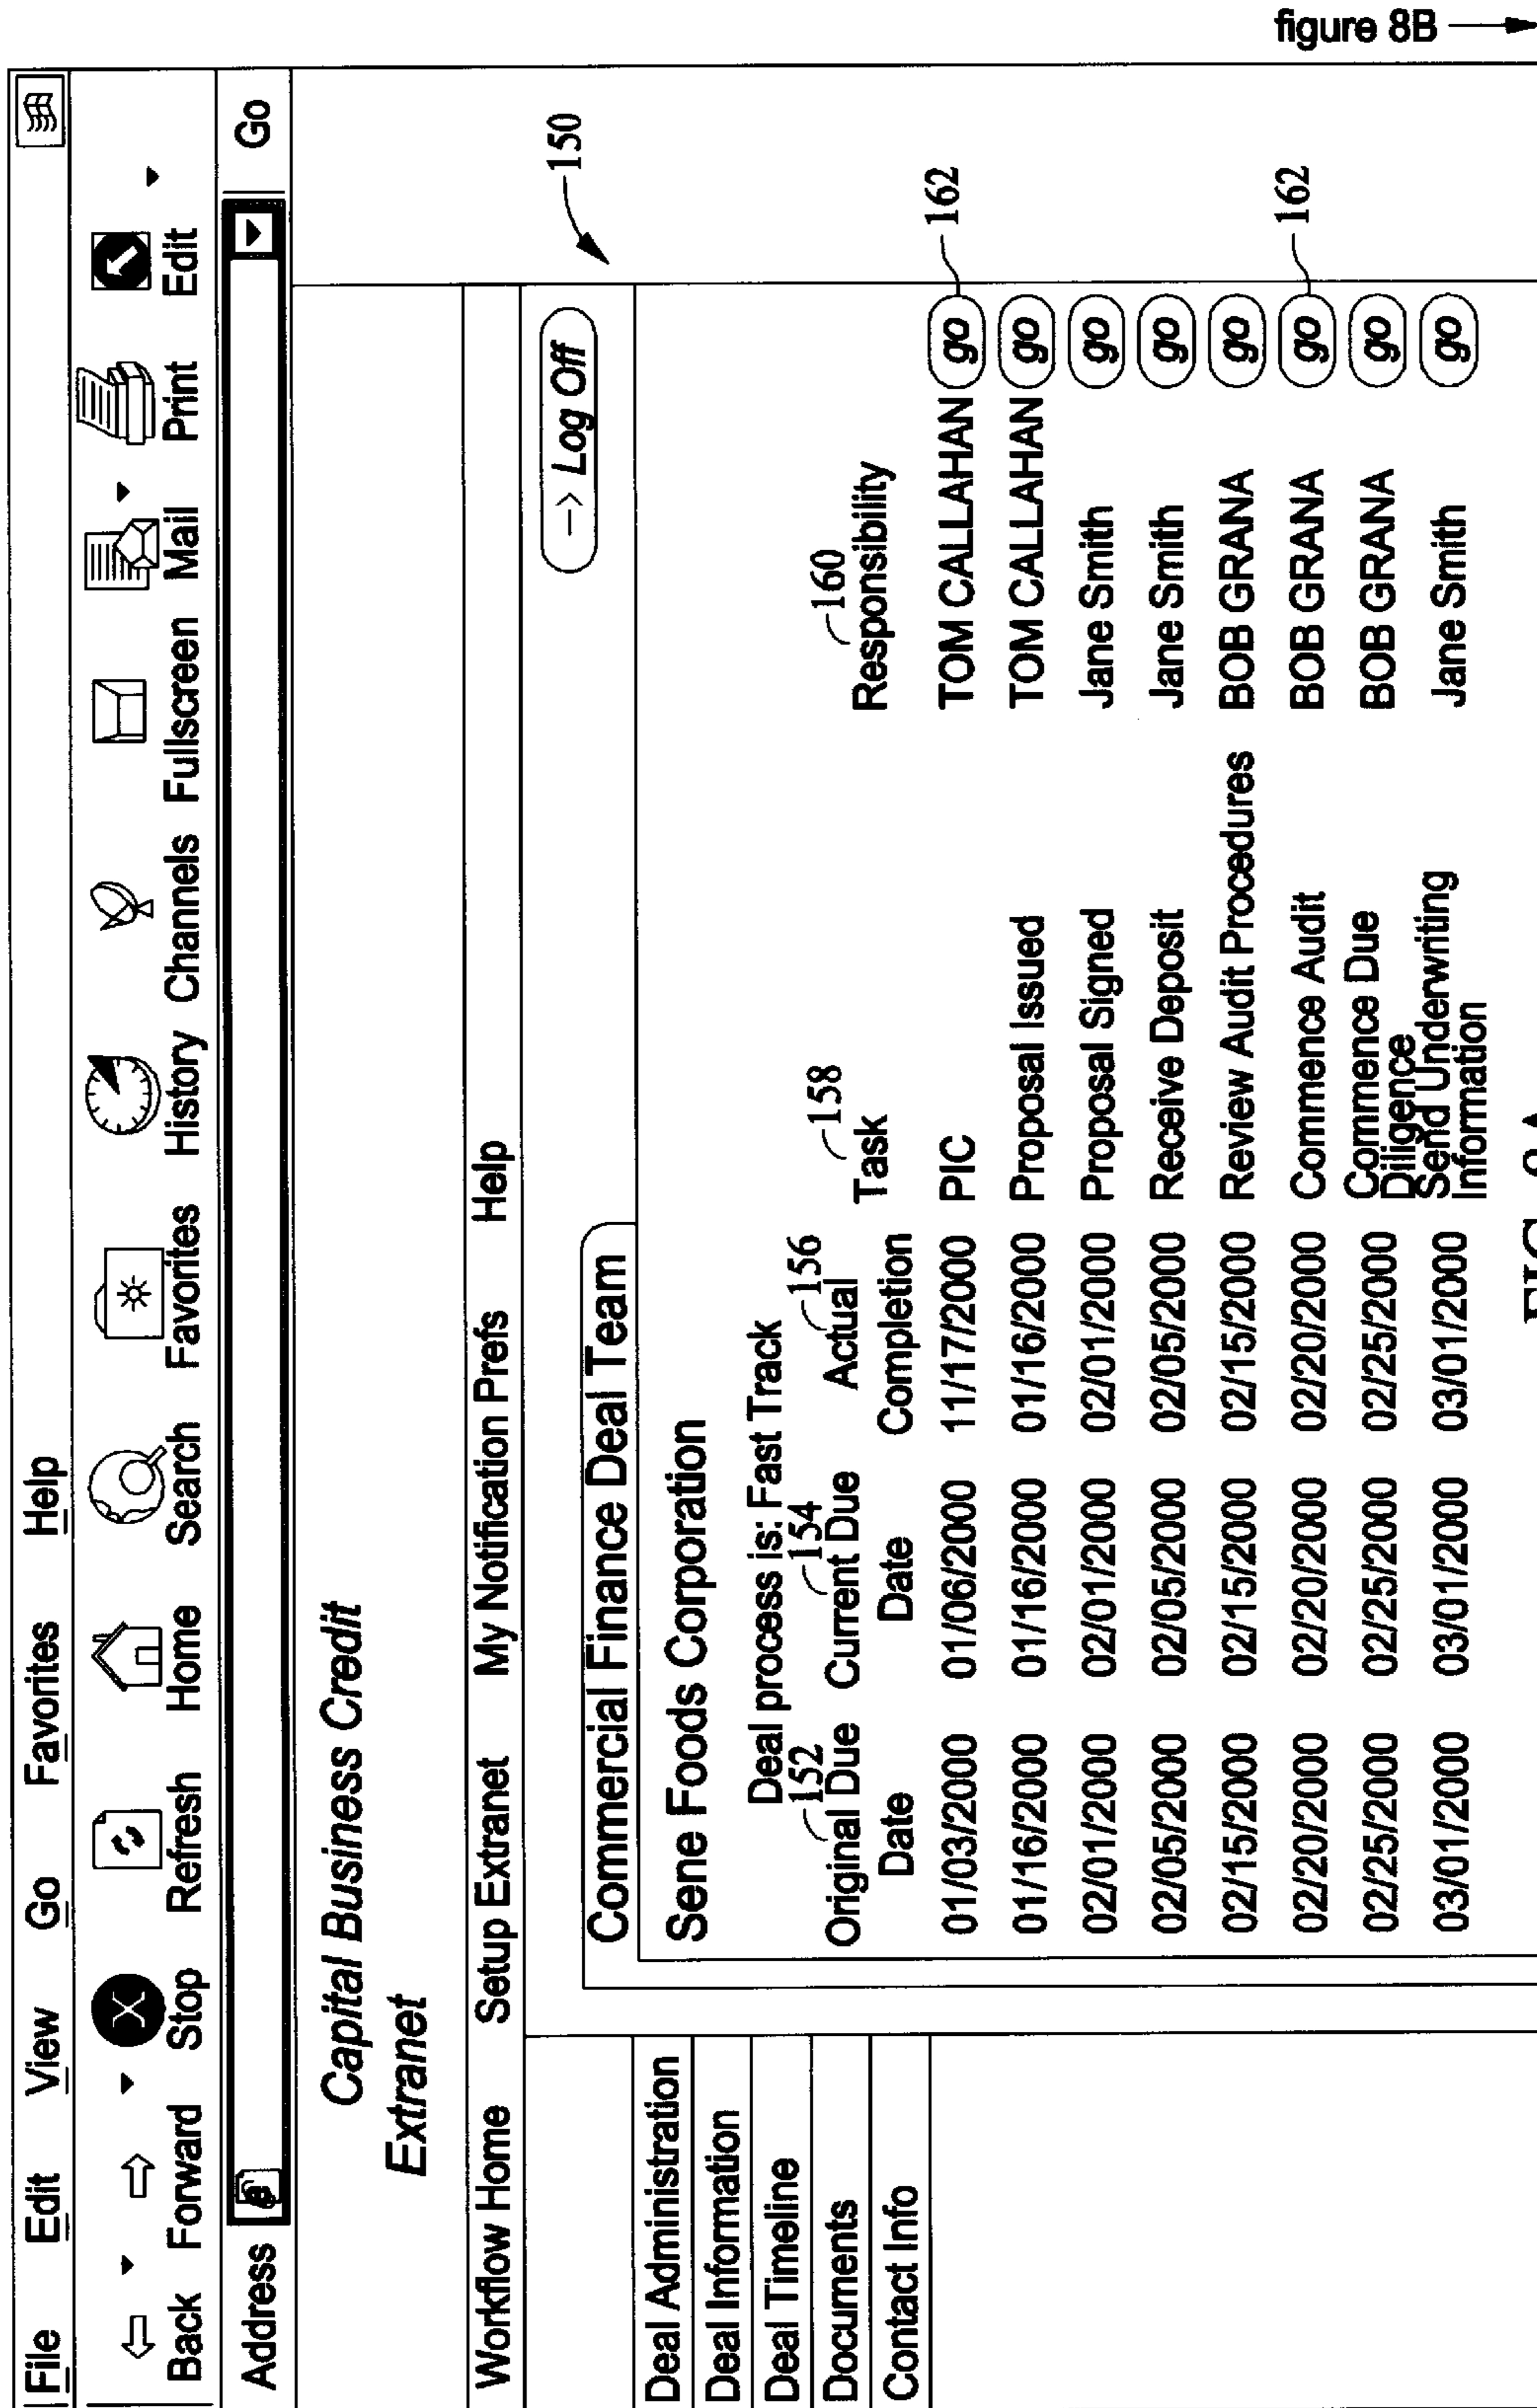 File Edit View Go Favorites Help
Back Forward Stop Refresh Home Search Favorites History Channels Fullscreen Mail Print Edit
Address Go
Capital Business Credit
Extranet
Workflow Home Setup Extranet My Notification Prefs Help
--> Log Off
150
Commercial Finance Deal Team
Deal Administration
Deal Information
Deal Timeline
Documents
Contact Info
Sene Foods Corporation
Deal process is: Fast Track
152 154 156 158 160
Original Due Current Due Actual Task Responsibility
Date Date Completion
01/03/2000 01/06/2000 11/17/2000 PIC TOM CALLAHAN go 162
01/16/2000 01/16/2000 01/16/2000 Proposal Issued TOM CALLAHAN go
02/01/2000 02/01/2000 02/01/2000 Proposal Signed Jane Smith go
02/05/2000 02/05/2000 02/05/2000 Receive Deposit Jane Smith go
02/15/2000 02/15/2000 02/15/2000 Review Audit Procedures BOB GRANA go
02/20/2000 02/20/2000 02/20/2000 Commence Audit BOB GRANA go 162
02/25/2000 02/25/2000 02/25/2000 Commence Due BOB GRANA go
Diligence
03/01/2000 03/01/2000 03/01/2000 Send Underwriting Jane Smith go
Information
figure 8B